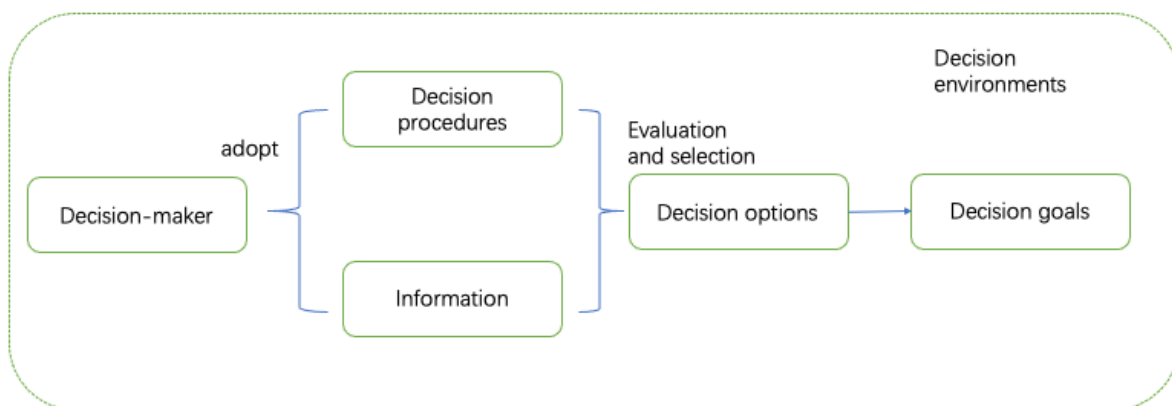 Decision
environments
Decision
procedures
adopt
Evaluation
and selection
Decision-maker
Decision options
Decision goals
Information